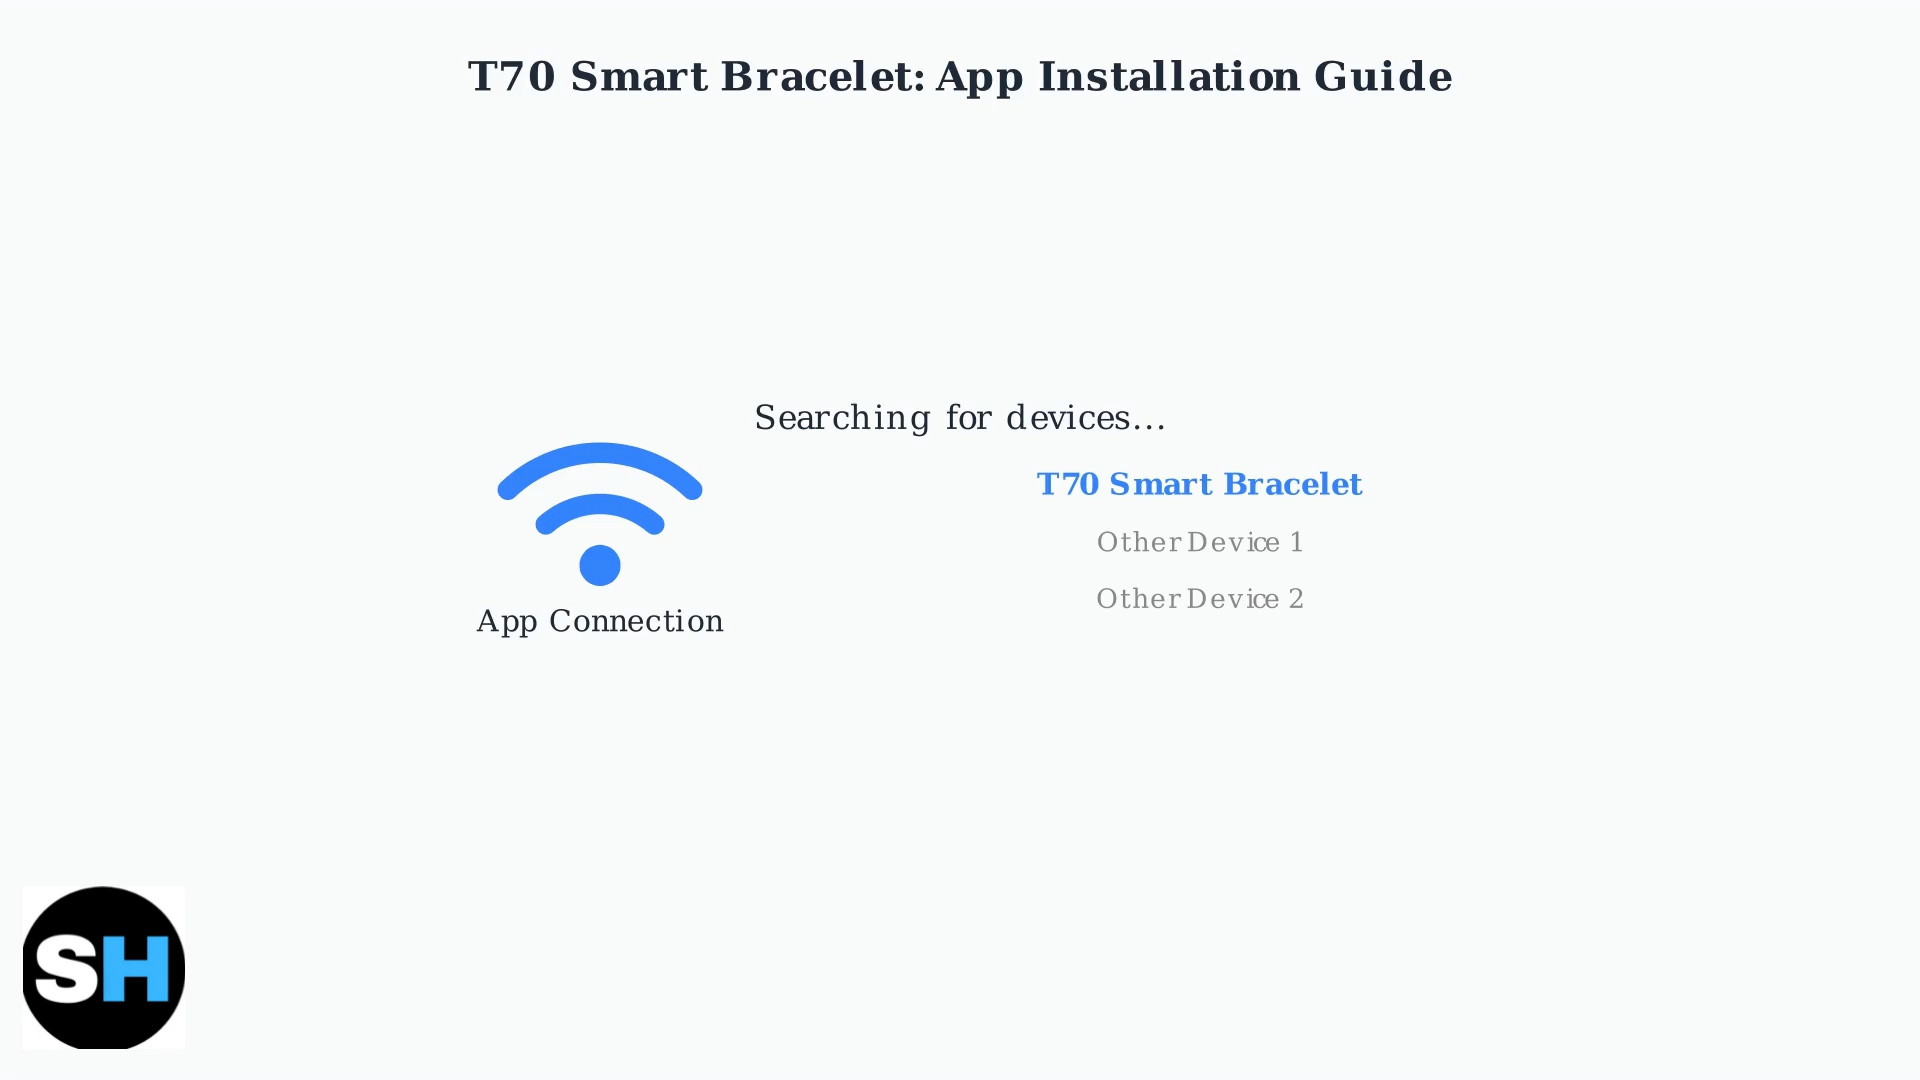 T70 Smart Bracelet: App Installation Guide
Searching for devices...
T70 Smart Bracelet
Other Device 1
Other Device 2
App Connection
SH